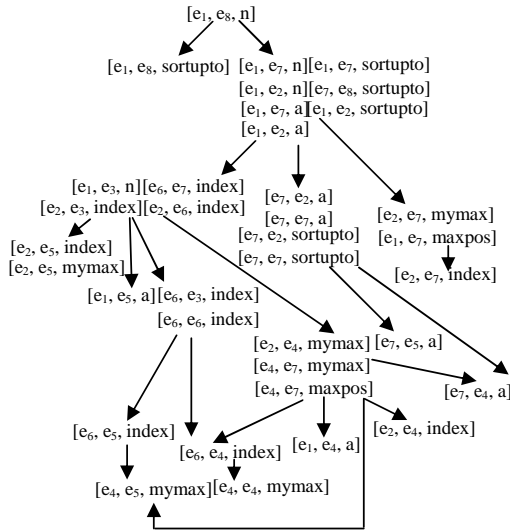 [e1, e8, n]
[e1, e8, sortupto] [e1, e7, n][e1, e7, sortupto]
[e1, e2, n][e7, e8, sortupto]
[e1, e7, a][e1, e2, sortupto]
[e1, e2, a]
[e1, e3, n][e6, e7, index]
[e2, e3, index][e2, e6, index]
[e7, e2, a]
[e7, e7, a]
[e7, e2, sortupto]
[e7, e7, sortupto]
[e2, e7, mymax]
[e1, e7, maxpos]
[e2, e5, index]
[e2, e5, mymax]
[e2, e7, index]
[e1, e5, a][e6, e3, index]
[e6, e6, index]
[e2, e4, mymax] [e7, e5, a]
[e4, e7, mymax]
[e4, e7, maxpos] [e7, e4, a]
[e6, e5, index] [e6, e4, index] [e1, e4, a] [e2, e4, index]
[e4, e5, mymax] [e4, e4, mymax]